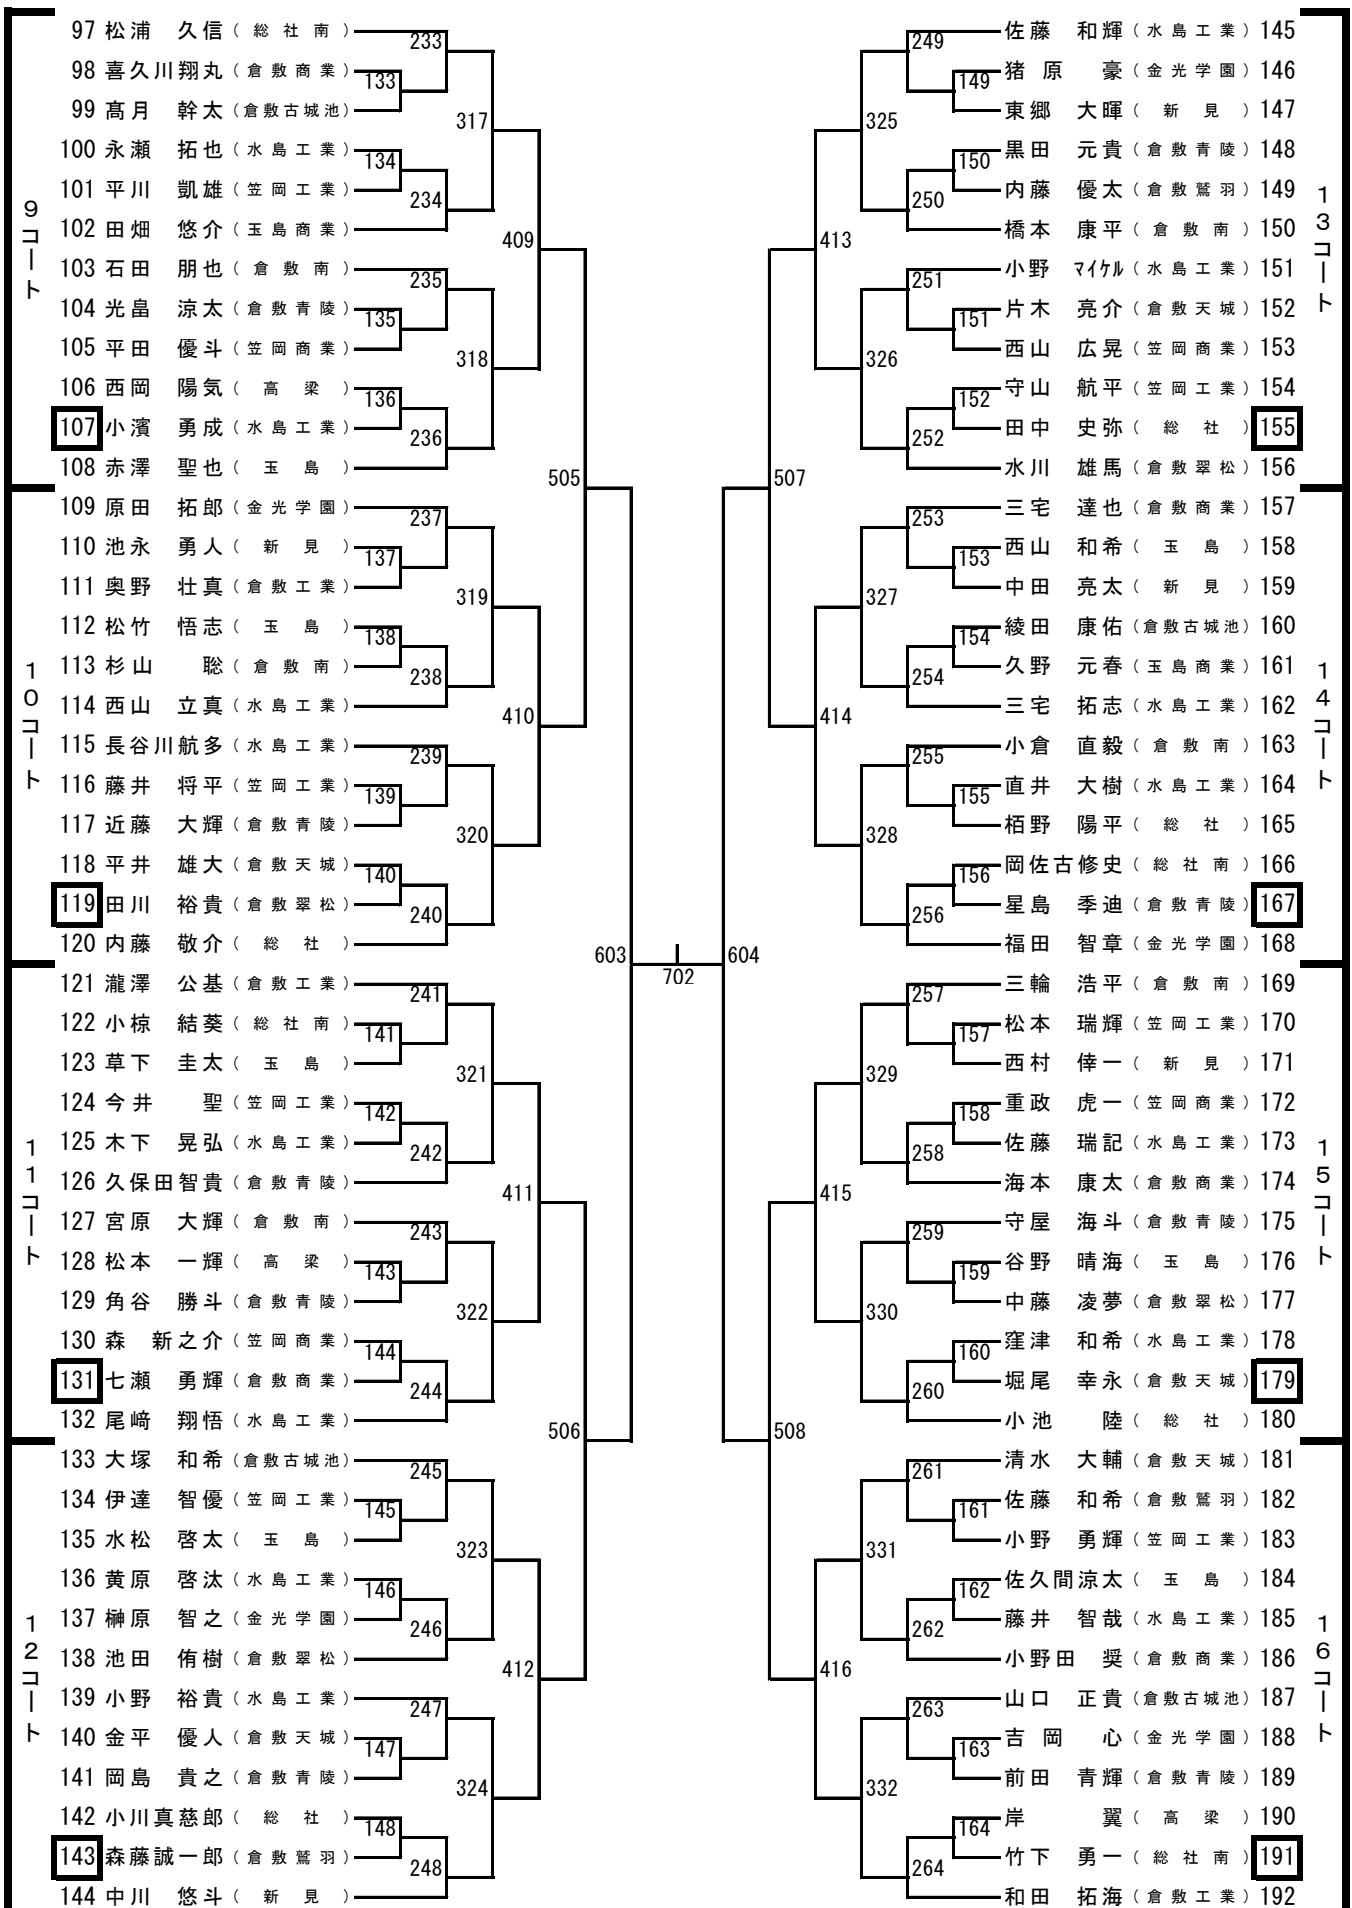 9コート
97 松浦 久信（総社南）
98 喜久川翔丸（倉敷商業）
99 髙月 幹太（倉敷古城池）
100 永瀬 拓也（水島工業）
101 平川 凱雄（笠岡工業）
102 田畑 悠介（玉島商業）
103 石田 朋也（倉敷南）
104 光畠 涼太（倉敷青陵）
105 平田 優斗（笠岡商業）
106 西岡 陽気（高梁）
107 小濱 勇成（水島工業）
108 赤澤 聖也（玉島）
10コート
109 原田 拓郎（金光学園）
110 池永 勇人（新見）
111 奥野 壮真（倉敷工業）
112 松竹 悟志（玉島）
113 杉山 聡（倉敷南）
114 西山 立真（水島工業）
115 長谷川航多（水島工業）
116 藤井 将平（笠岡工業）
117 近藤 大輝（倉敷青陵）
118 平井 雄大（倉敷天城）
119 田川 裕貴（倉敷翠松）
120 内藤 敬介（総社）
11コート
121 瀧澤 公基（倉敷工業）
122 小椋 結葵（総社南）
123 草下 圭太（玉島）
124 今井 聖（笠岡工業）
125 木下 晃弘（水島工業）
126 久保田智貴（倉敷青陵）
127 宮原 大輝（倉敷南）
128 松本 一輝（高梁）
129 角谷 勝斗（倉敷青陵）
130 森 新之介（笠岡商業）
131 七瀬 勇輝（倉敷商業）
132 尾﨑 翔悟（水島工業）
12コート
133 大塚 和希（倉敷古城池）
134 伊達 智優（笠岡工業）
135 水松 啓太（玉島）
136 黄原 啓汰（水島工業）
137 榊原 智之（金光学園）
138 池田 侑樹（倉敷翠松）
139 小野 裕貴（水島工業）
140 金平 優人（倉敷天城）
141 岡島 貴之（倉敷青陵）
142 小川真慈郎（総社）
143 森藤誠一郎（倉敷鷲羽）
144 中川 悠斗（新見）
233
133
317
134
234
409
235
135
318
136
236
505
237
137
319
138
238
410
239
139
320
140
240
603
241
141
321
142
242
411
243
143
322
144
244
506
245
145
323
146
246
412
247
147
324
148
248
702
249
149
325
150
250
413
251
151
326
152
252
507
253
153
327
154
254
414
255
155
328
156
256
604
257
157
329
158
258
415
259
159
330
160
260
508
261
161
331
162
262
416
263
163
332
164
264
13コート
佐藤 和輝（水島工業）145
猪原 豪（金光学園）146
東郷 大暉（新見）147
黒田 元貴（倉敷青陵）148
内藤 優太（倉敷鷲羽）149
橋本 康平（倉敷南）150
小野 ﾏｲｹﾙ（水島工業）151
片木 亮介（倉敷天城）152
西山 広晃（笠岡商業）153
守山 航平（笠岡工業）154
田中 史弥（総社）155
水川 雄馬（倉敷翠松）156
14コート
三宅 達也（倉敷商業）157
西山 和希（玉島）158
中田 亮太（新見）159
綾田 康佑（倉敷古城池）160
久野 元春（玉島商業）161
三宅 拓志（水島工業）162
小倉 直毅（倉敷南）163
直井 大樹（水島工業）164
栢野 陽平（総社）165
岡佐古修史（総社南）166
星島 季迪（倉敷青陵）167
福田 智章（金光学園）168
15コート
三輪 浩平（倉敷南）169
松本 瑞輝（笠岡工業）170
西村 倖一（新見）171
重政 虎一（笠岡商業）172
佐藤 瑞記（水島工業）173
海本 康太（倉敷商業）174
守屋 海斗（倉敷青陵）175
谷野 晴海（玉島）176
中藤 凌夢（倉敷翠松）177
窪津 和希（水島工業）178
堀尾 幸永（倉敷天城）179
小池 陸（総社）180
16コート
清水 大輔（倉敷天城）181
佐藤 和希（倉敷鷲羽）182
小野 勇輝（笠岡工業）183
佐久間涼太（玉島）184
藤井 智哉（水島工業）185
小野田 奨（倉敷商業）186
山口 正貴（倉敷古城池）187
吉岡 心（金光学園）188
前田 青輝（倉敷青陵）189
岸 翼（高梁）190
竹下 勇一（総社南）191
和田 拓海（倉敷工業）192